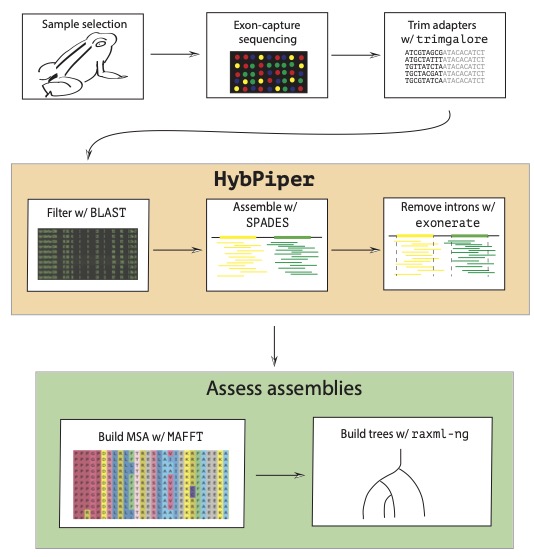 Sample selection
Exon-capture
sequencing
Trim adapters
w/ trimgalore
ATCGTAGCGATACACATCT
ATGCTATTTATACACATCT
TGTTATCTAATACACATCT
TGCTACGATATACACATCT
TGCGTATCAATACACATCT
HybPiper
Filter w/ BLAST
Assemble w/
SPADES
Remove introns w/
exonerate
Assess assemblies
Build MSA w/ MAFFT
Build trees w/ raxml-ng